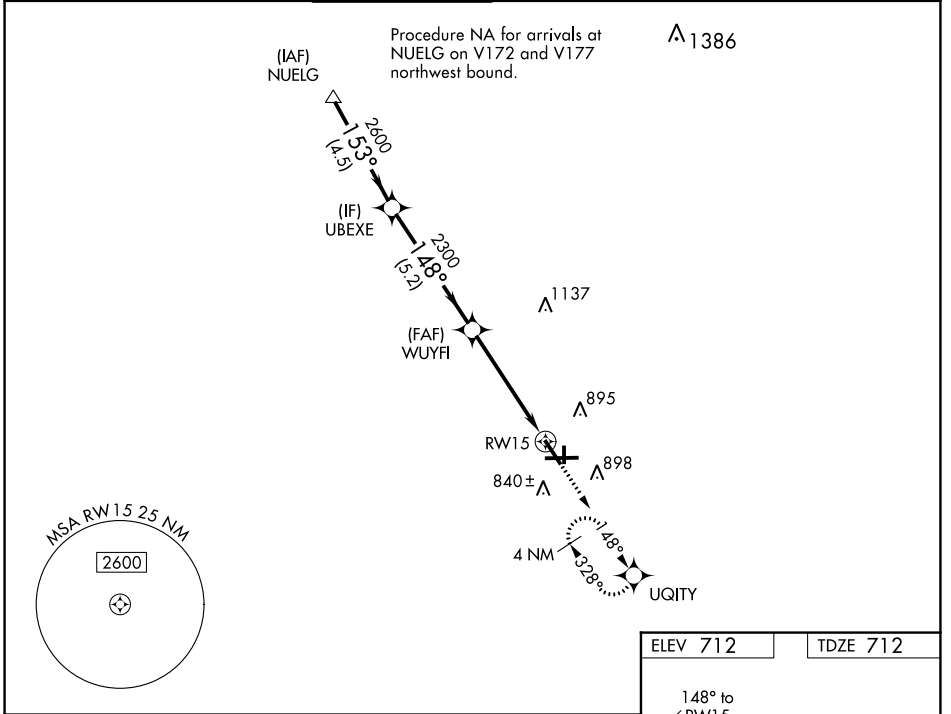 Procedure NA for arrivals at
NUELG on V172 and V177
northwest bound.
1386
(IAF)
NUELG
2600
153°
(4.5)
(IF)
UBEXE
2300
148°
(5.2)
1137
(FAF)
WUYFI
895
RW15
898
840±
MSA RW15 25 NM
2600
4 NM
148°
328°
UQITY
ELEV 712
TDZE 712
148° to
RW15